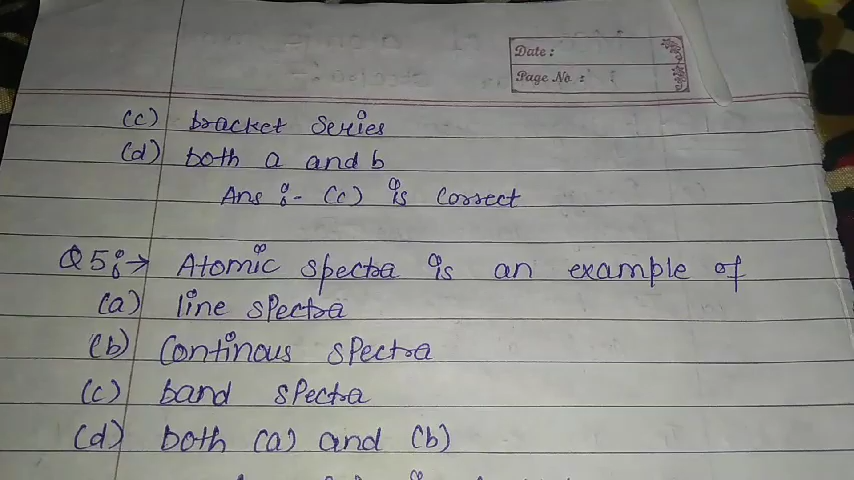 Date :
Page No :
(c) bracket series
(d) both a and b
Ans :- (c) is correct
Q5:→ Atomic spectra is an example of
(a) line spectra
(b) Continous spectra
(c) band spectra
(d) both (a) and (b)